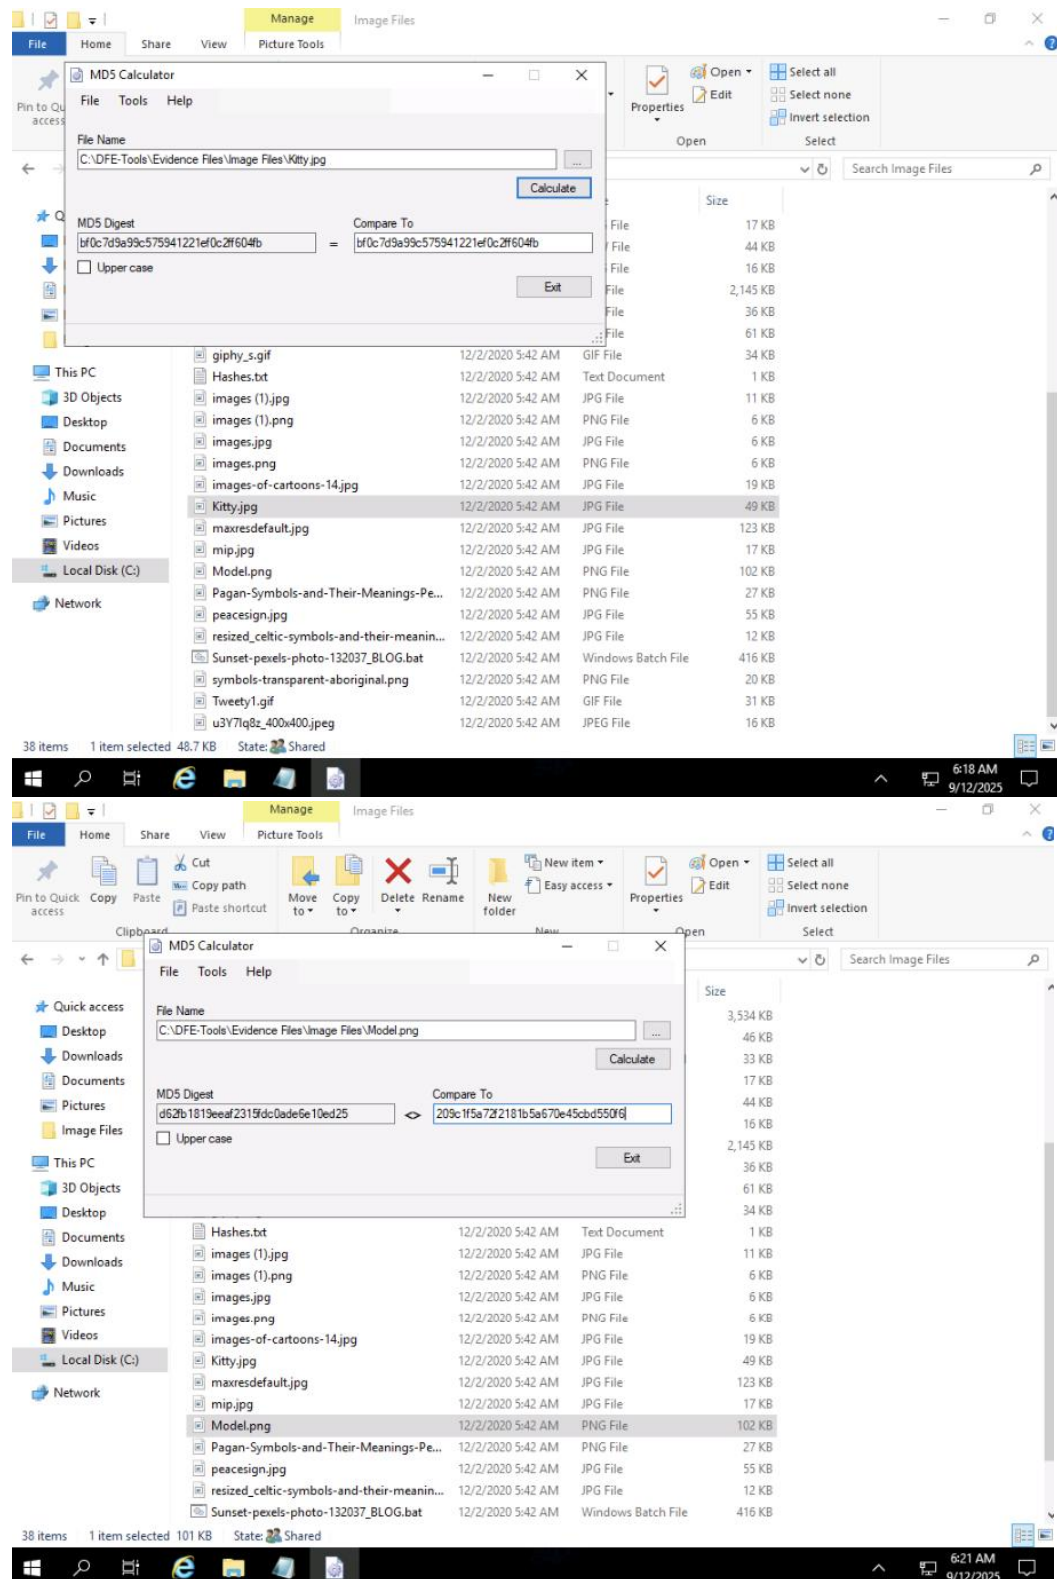 Manage Image Files
File Home Share View Picture Tools
MD5 Calculator
File Tools Help
Pin to Qu
access
Properties
Open
Edit
Select all
Select none
Invert selection
Open Select
File Name
C:\DFE-Tools\Evidence Files\Image Files\Kitty.jpg
...
Calculate
Search Image Files
MD5 Digest Compare To
bf0c7d9a99c575941221ef0c2ff604fb = bf0c7d9a99c575941221ef0c2ff604fb
Upper case
Exit
Q
Size
File 17 KB
File 44 KB
File 16 KB
File 2,145 KB
File 36 KB
File 61 KB
giphy_s.gif 12/2/2020 5:42 AM GIF File 34 KB
This PC
Hashes.txt 12/2/2020 5:42 AM Text Document 1 KB
3D Objects
images (1).jpg 12/2/2020 5:42 AM JPG File 11 KB
Desktop
images (1).png 12/2/2020 5:42 AM PNG File 6 KB
Documents
images.jpg 12/2/2020 5:42 AM JPG File 6 KB
Downloads
images.png 12/2/2020 5:42 AM PNG File 6 KB
images-of-cartoons-14.jpg 12/2/2020 5:42 AM JPG File 19 KB
Music
Kitty.jpg 12/2/2020 5:42 AM JPG File 49 KB
Pictures
maxresdefault.jpg 12/2/2020 5:42 AM JPG File 123 KB
Videos
mip.jpg 12/2/2020 5:42 AM JPG File 17 KB
Local Disk (C:)
Model.png 12/2/2020 5:42 AM PNG File 102 KB
Pagan-Symbols-and-Their-Meanings-Pe... 12/2/2020 5:42 AM PNG File 27 KB
Network
peacesign.jpg 12/2/2020 5:42 AM JPG File 55 KB
resized_celtic-symbols-and-their-meanin... 12/2/2020 5:42 AM JPG File 12 KB
Sunset-pexels-photo-132037_BLOG.bat 12/2/2020 5:42 AM Windows Batch File 416 KB
symbols-transparent-aboriginal.png 12/2/2020 5:42 AM PNG File 20 KB
Tweety1.gif 12/2/2020 5:42 AM GIF File 31 KB
u3Y7lq8z_400x400.jpeg 12/2/2020 5:42 AM JPEG File 16 KB
38 items 1 item selected 48.7 KB State: Shared
6:18 AM
9/12/2025
Manage Image Files
File Home Share View Picture Tools
Pin to Quick
access
Copy
Paste
Cut
Copy path
Paste shortcut
Move
to
Copy
to
Delete
Rename
New
folder
New item
Easy access
Properties
Open
Edit
Select all
Select none
Invert selection
Clipboard Organize New Open Select
MD5 Calculator
File Tools Help
Search Image Files
File Name
C:\DFE-Tools\Evidence Files\Image Files\Model.png
...
Calculate
MD5 Digest Compare To
d62fb1819eeaf2315fdc0ade6e10ed25 <> 209c1f5a72f2181b5a670e45cbd550f6
Upper case
Exit
Quick access
Desktop
Downloads
Documents
Pictures
Image Files
This PC
3D Objects
Desktop
Documents
Downloads
Music
Pictures
Videos
Local Disk (C:)
Network
Size
3,534 KB
46 KB
33 KB
17 KB
44 KB
16 KB
2,145 KB
36 KB
61 KB
34 KB
Hashes.txt 12/2/2020 5:42 AM Text Document 1 KB
images (1).jpg 12/2/2020 5:42 AM JPG File 11 KB
images (1).png 12/2/2020 5:42 AM PNG File 6 KB
images.jpg 12/2/2020 5:42 AM JPG File 6 KB
images.png 12/2/2020 5:42 AM PNG File 6 KB
images-of-cartoons-14.jpg 12/2/2020 5:42 AM JPG File 19 KB
Kitty.jpg 12/2/2020 5:42 AM JPG File 49 KB
maxresdefault.jpg 12/2/2020 5:42 AM JPG File 123 KB
mip.jpg 12/2/2020 5:42 AM JPG File 17 KB
Model.png 12/2/2020 5:42 AM PNG File 102 KB
Pagan-Symbols-and-Their-Meanings-Pe... 12/2/2020 5:42 AM PNG File 27 KB
peacesign.jpg 12/2/2020 5:42 AM JPG File 55 KB
resized_celtic-symbols-and-their-meanin... 12/2/2020 5:42 AM JPG File 12 KB
Sunset-pexels-photo-132037_BLOG.bat 12/2/2020 5:42 AM Windows Batch File 416 KB
38 items 1 item selected 101 KB State: Shared
6:21 AM
9/12/2025